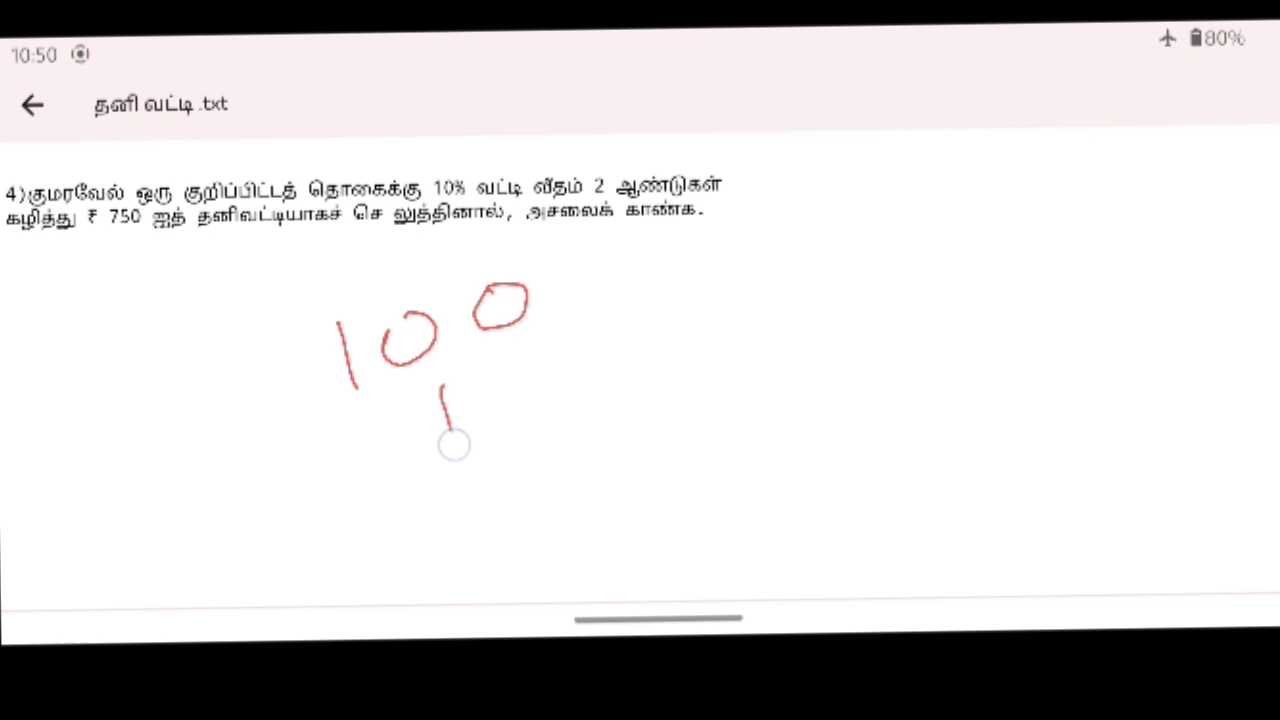 10:50
80%
தனி வட்டி .txt
4)குமரவேல் ஒரு குறிப்பிட்டத் தொகைக்கு 10% வட்டி வீதம் 2 ஆண்டுகள்
கழித்து ₹ 750 ஐத் தனிவட்டியாகச் செ லுத்தினால், அசலைக் காண்க.
100
1